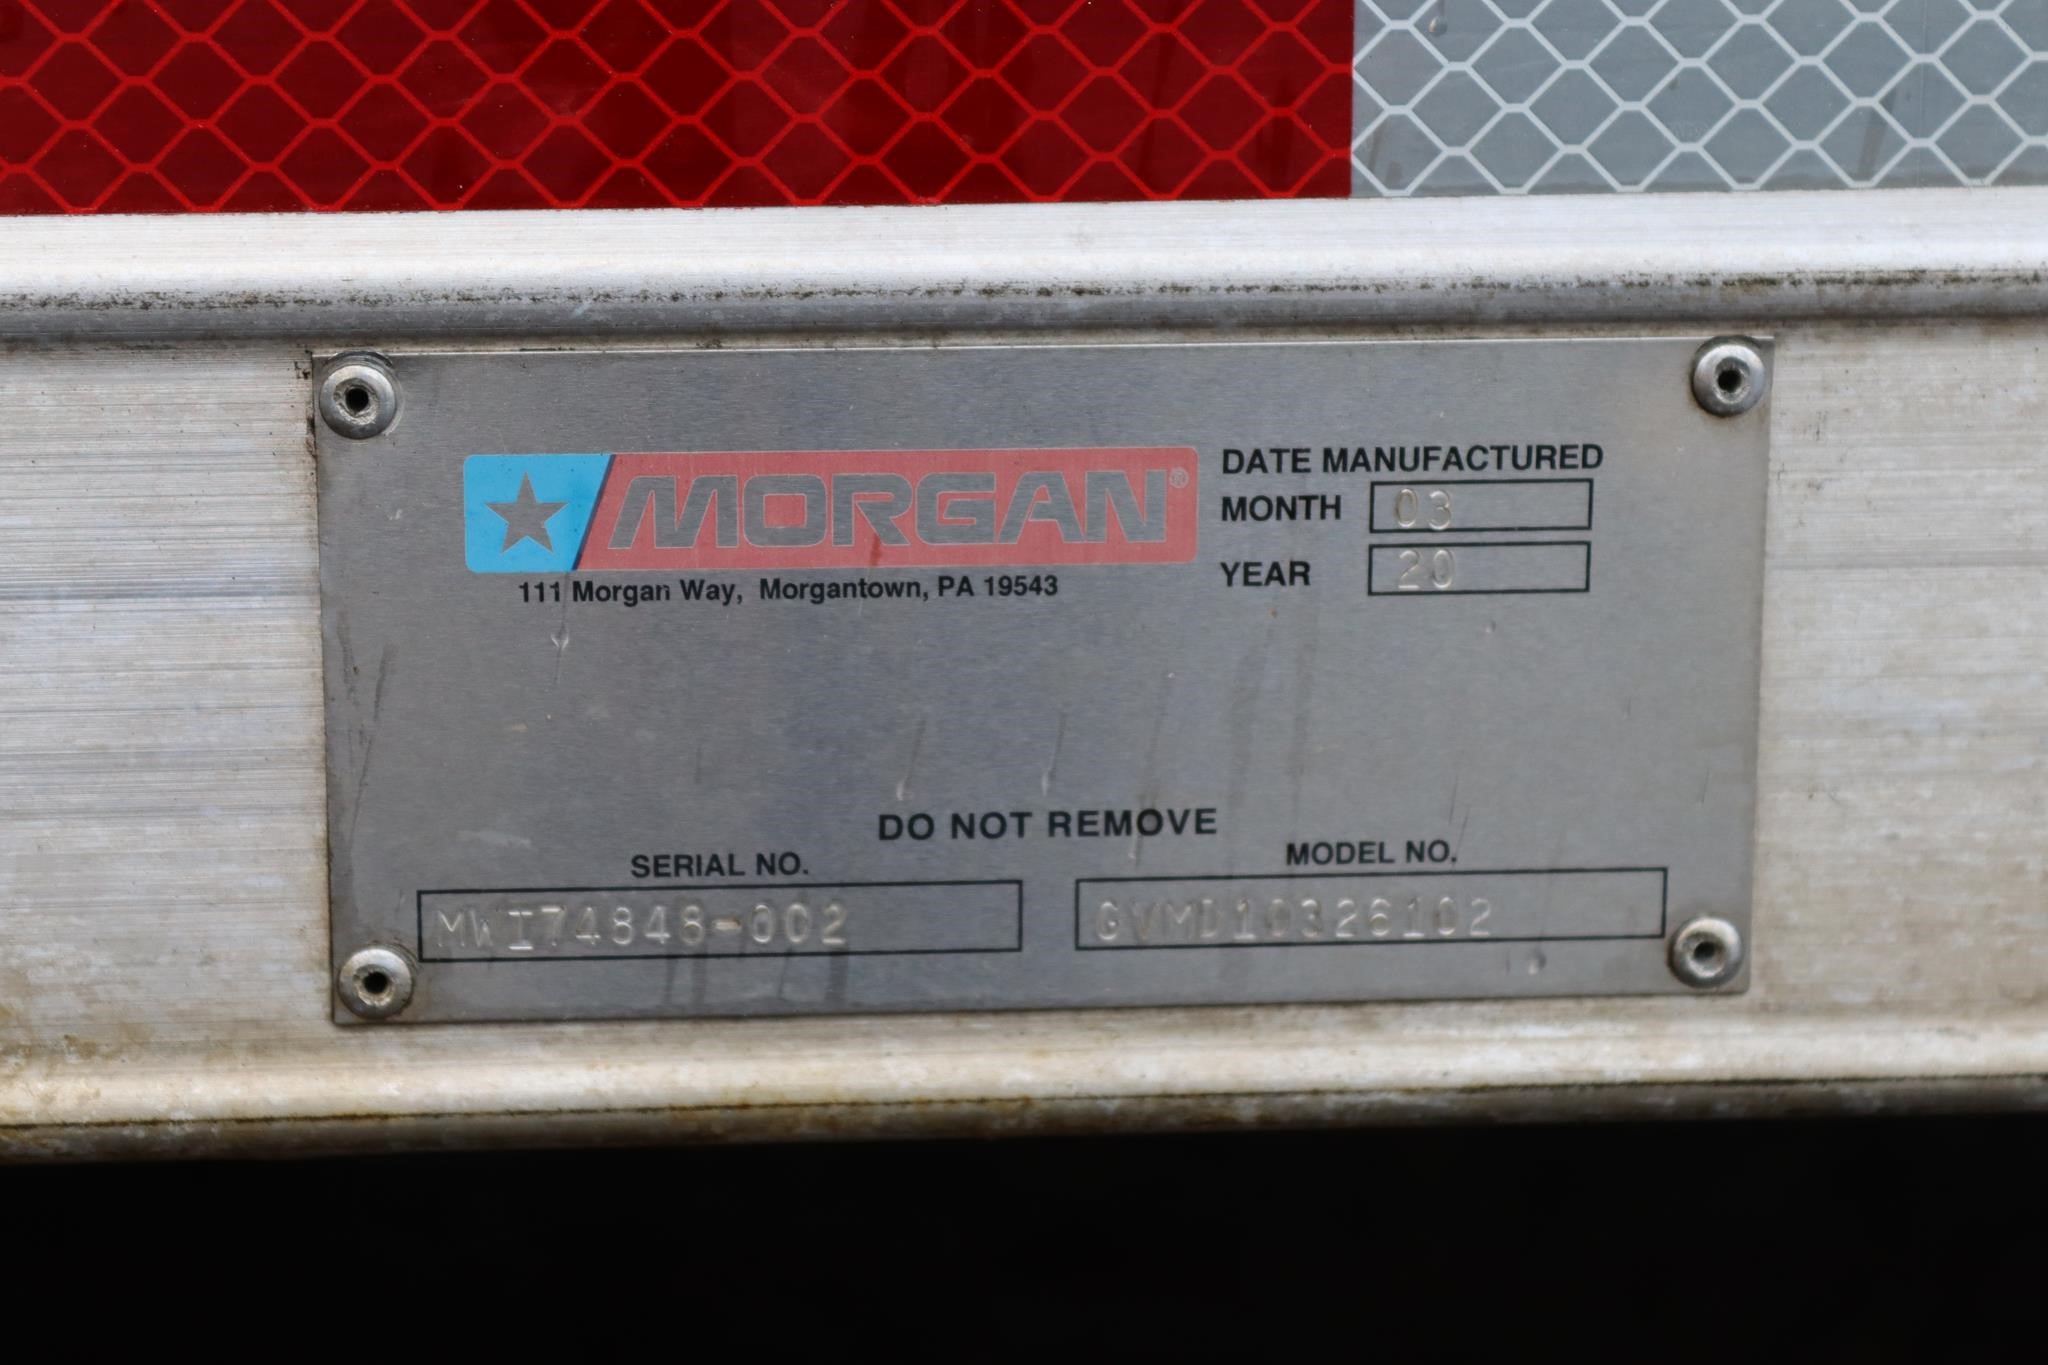 MORGAN®
111 Morgan Way, Morgantown, PA 19543
DATE MANUFACTURED
MONTH 03
YEAR 20
DO NOT REMOVE
SERIAL NO.
MWI74848-002
MODEL NO.
GVMD10326102